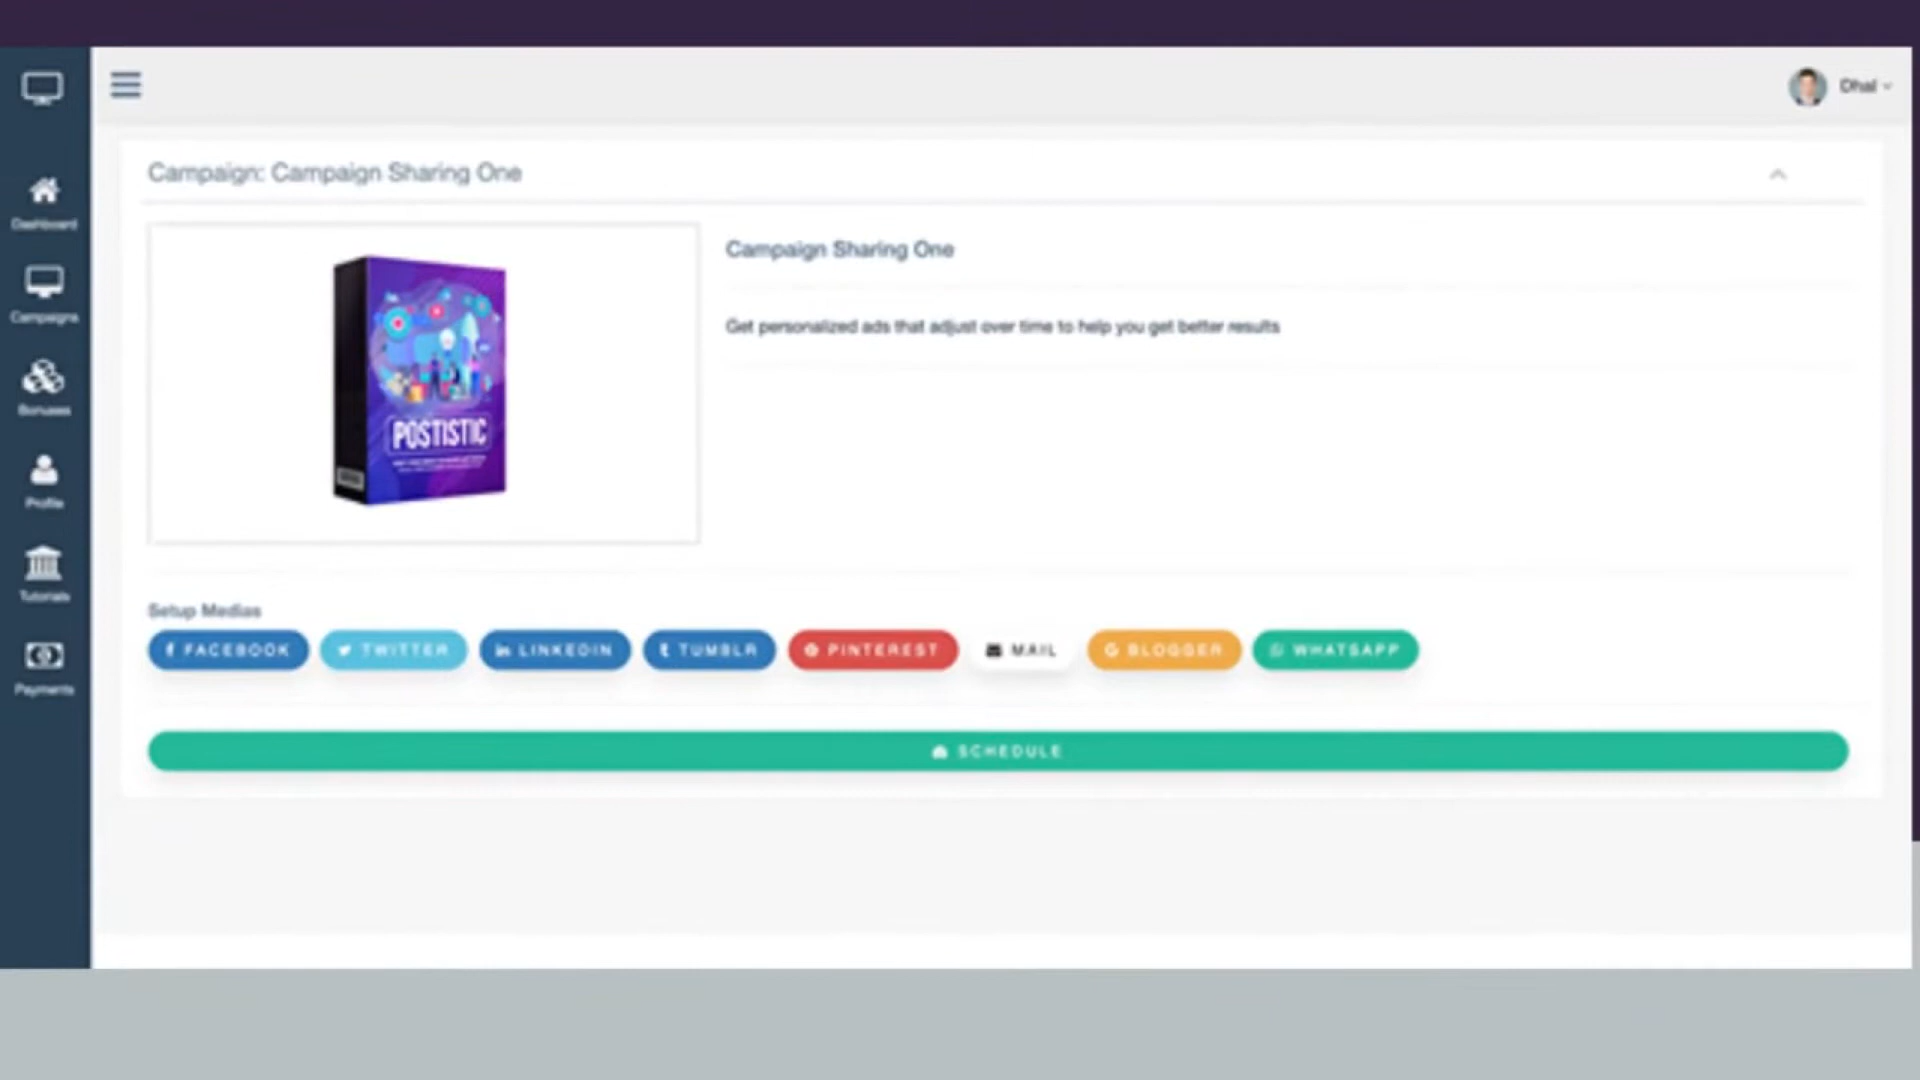 Dhal
Campaign: Campaign Sharing One
Dashboard
Campaign Sharing One
Campaigns
Get personalized ads that adjust over time to help you get better results
Bonuses
POSTISTIC
Profile
Tutorials
Setup Medias
FACEBOOK TWITTER LINKEDIN TUMBLR PINTEREST MAIL BLOGGER WHATSAPP
Payments
SCHEDULE